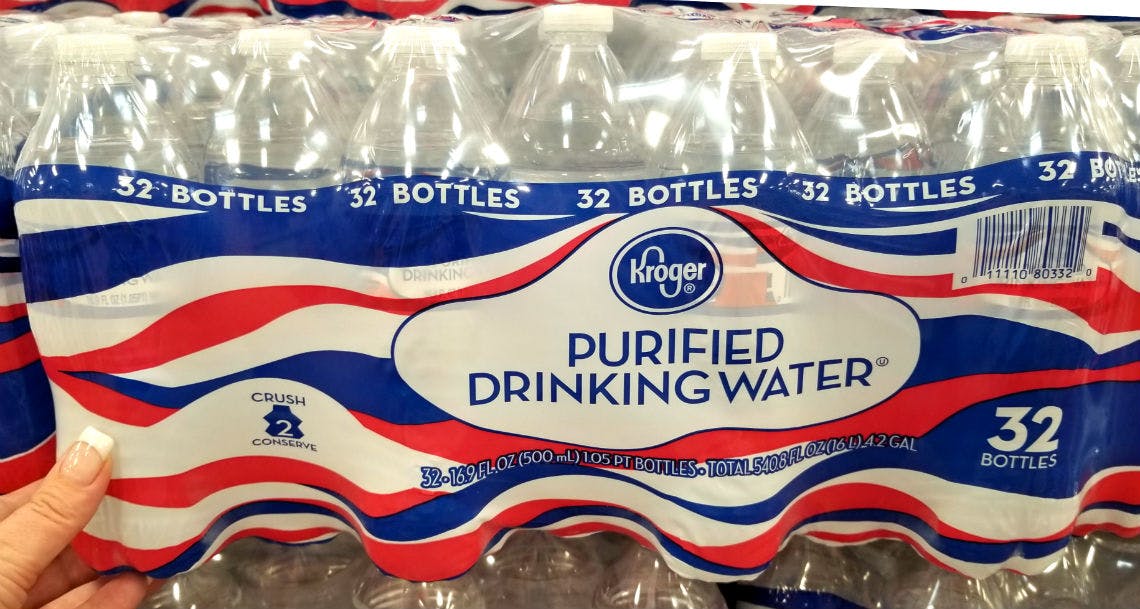 32 BOTTLES 32 BOTTLES 32 BOTTLES 32 BOTTLES 32
0 11110 80332 0
Kroger®
DRINKING
PURIFIED
DRINKING WATER
CRUSH
2
CONSERVE
32
BOTTLES
32 • 16.9 FL OZ (500 mL) 1.05 PT BOTTLES • TOTAL 540.8 FL OZ (16 L) 4.2 GAL